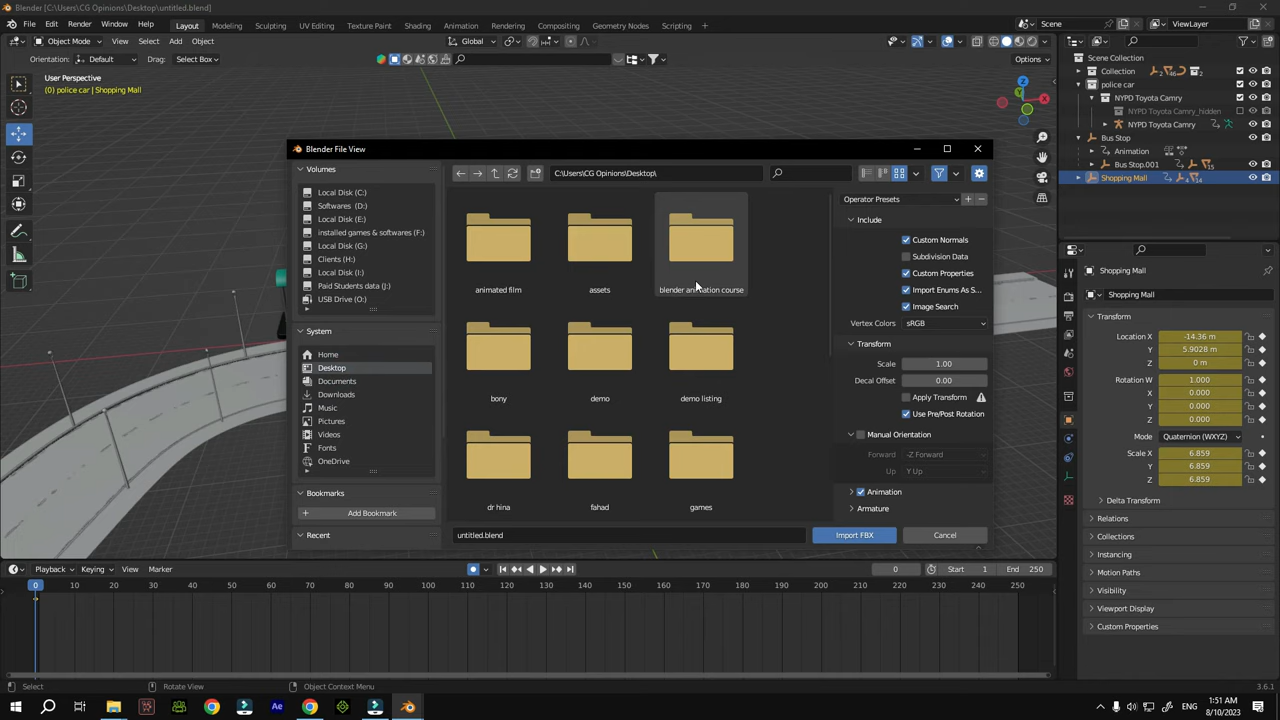 Blender [C:\Users\CG Opinions\Desktop\untitled.blend]
File Edit Render Window Help Layout Modeling Sculpting UV Editing Texture Paint Shading Animation Rendering Compositing Geometry Nodes Scripting + Scene ViewLayer
Object Mode View Select Add Object Global
Orientation: Default Drag: Select Box Options
User Perspective
(0) police car | Shopping Mall
Scene Collection
Collection
police car
NYPD Toyota Camry
NYPD Toyota Camry_hidden
NYPD Toyota Camry
Bus Stop
Animation
Bus Stop.001
Shopping Mall
Blender File View
Volumes
Local Disk (C:)
Softwares (D:)
Local Disk (E:)
installed games & softwares (F:)
Local Disk (G:)
Clients (H:)
Local Disk (I:)
Paid Students data (J:)
USB Drive (O:)
System
Home
Desktop
Documents
Downloads
Music
Pictures
Videos
Fonts
OneDrive
Bookmarks
Add Bookmark
Recent
C:\Users\CG Opinions\Desktop\
animated film assets blender animation course
bony demo demo listing
dr hina fahad games
untitled.blend Import FBX Cancel
Operator Presets
Include
Custom Normals
Subdivision Data
Custom Properties
Import Enums As S...
Image Search
Vertex Colors sRGB
Transform
Scale 1.00
Decal Offset 0.00
Apply Transform
Use Pre/Post Rotation
Manual Orientation
Forward -Z Forward
Up Y Up
Animation
Armature
Shopping Mall
Shopping Mall
Transform
Location X -14.36 m
Y 5.9028 m
Z 0 m
Rotation W 1.000
X 0.000
Y 0.000
Z 0.000
Mode Quaternion (WXYZ)
Scale X 6.859
Y 6.859
Z 6.859
Delta Transform
Relations
Collections
Instancing
Motion Paths
Visibility
Viewport Display
Custom Properties
Playback Keying View Marker 0 Start 1 End 250
0 10 20 30 40 50 60 70 80 90 100 110 120 130 140 150 160 170 180 190 200 210 220 230 240 250
Select Rotate View Object Context Menu 3.6.1
Ae
1:51 AM
8/10/2023